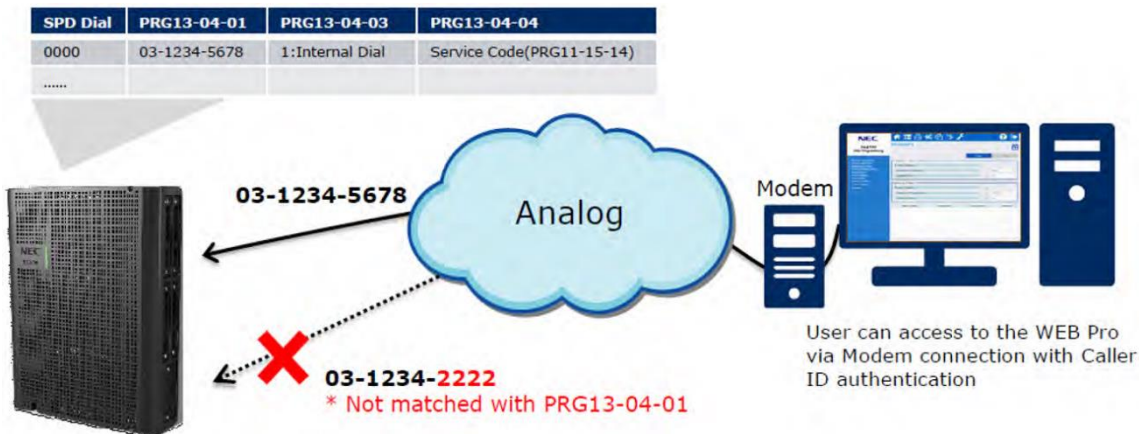 SPD Dial PRG13-04-01 PRG13-04-03 PRG13-04-04
0000 03-1234-5678 1:Internal Dial Service Code(PRG11-15-14)
......
03-1234-5678
Analog
Modem
NEC
NEC
03-1234-2222
* Not matched with PRG13-04-01
User can access to the WEB Pro
via Modem connection with Caller
ID authentication